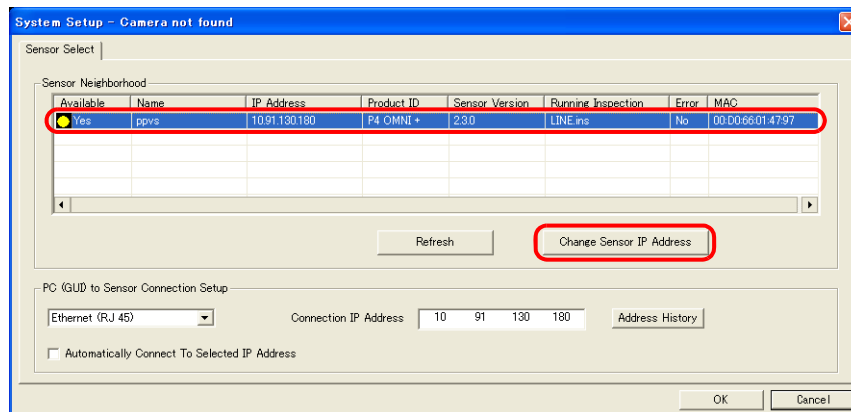 System Setup - Camera not found
Sensor Select
Sensor Neighborhood
Available Name IP Address Product ID Sensor Version Running Inspection Error MAC
Yes ppvs 10.91.130.180 P4 OMNI + 2.3.0 LINE.ins No 00:D0:66:01:47:97
Refresh Change Sensor IP Address
PC (GUI) to Sensor Connection Setup
Ethernet (RJ 45) Connection IP Address 10 91 130 180 Address History
Automatically Connect To Selected IP Address
OK Cancel